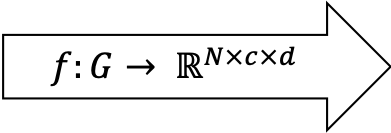 f: G → ℝ^{N×c×d}